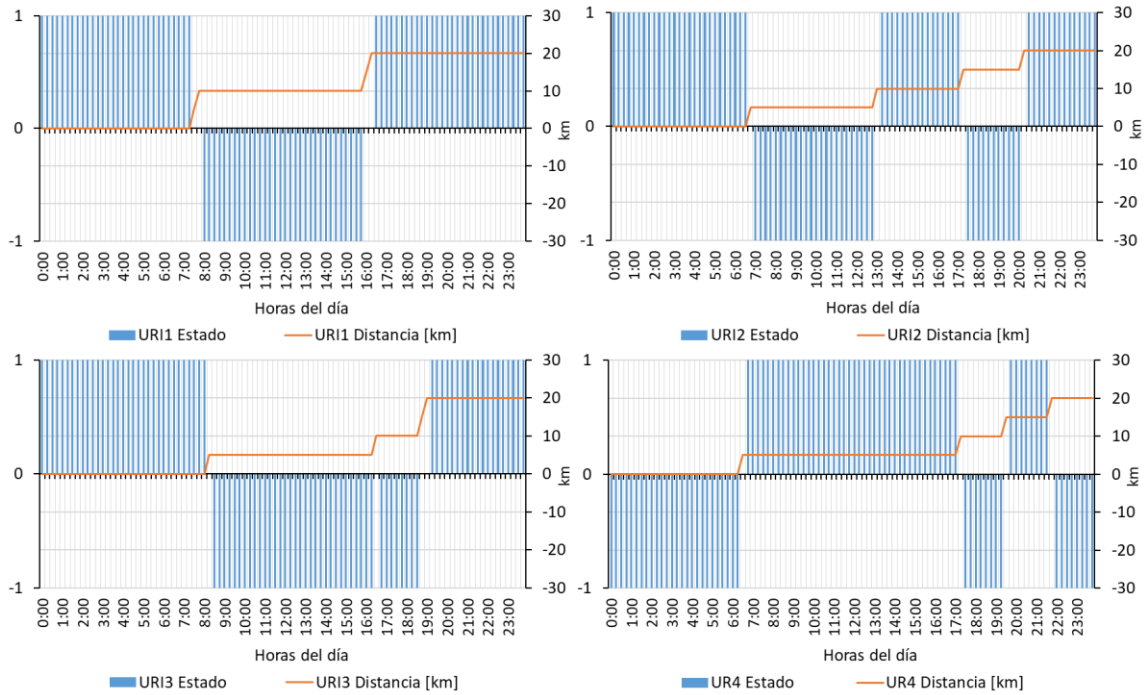 1 30 1 30
20 20
10 10
0 0 km 0 0 km
-10 -10
-20 -20
-1 -30 -1 -30
0:00 1:00 2:00 3:00 4:00 5:00 6:00 7:00 8:00 9:00 10:00 11:00 12:00 13:00 14:00 15:00 16:00 17:00 18:00 19:00 20:00 21:00 22:00 23:00 0:00 1:00 2:00 3:00 4:00 5:00 6:00 7:00 8:00 9:00 10:00 11:00 12:00 13:00 14:00 15:00 16:00 17:00 18:00 19:00 20:00 21:00 22:00 23:00
Horas del día Horas del día
URI1 Estado URI1 Distancia [km] URI2 Estado URI2 Distancia [km]
1 30 1 30
20 20
10 10
0 0 km 0 0 km
-10 -10
-20 -20
-1 -30 -1 -30
0:00 1:00 2:00 3:00 4:00 5:00 6:00 7:00 8:00 9:00 10:00 11:00 12:00 13:00 14:00 15:00 16:00 17:00 18:00 19:00 20:00 21:00 22:00 23:00 0:00 1:00 2:00 3:00 4:00 5:00 6:00 7:00 8:00 9:00 10:00 11:00 12:00 13:00 14:00 15:00 16:00 17:00 18:00 19:00 20:00 21:00 22:00 23:00
Horas del día Horas del día
URI3 Estado URI3 Distancia [km] UR4 Estado UR4 Distancia [km]